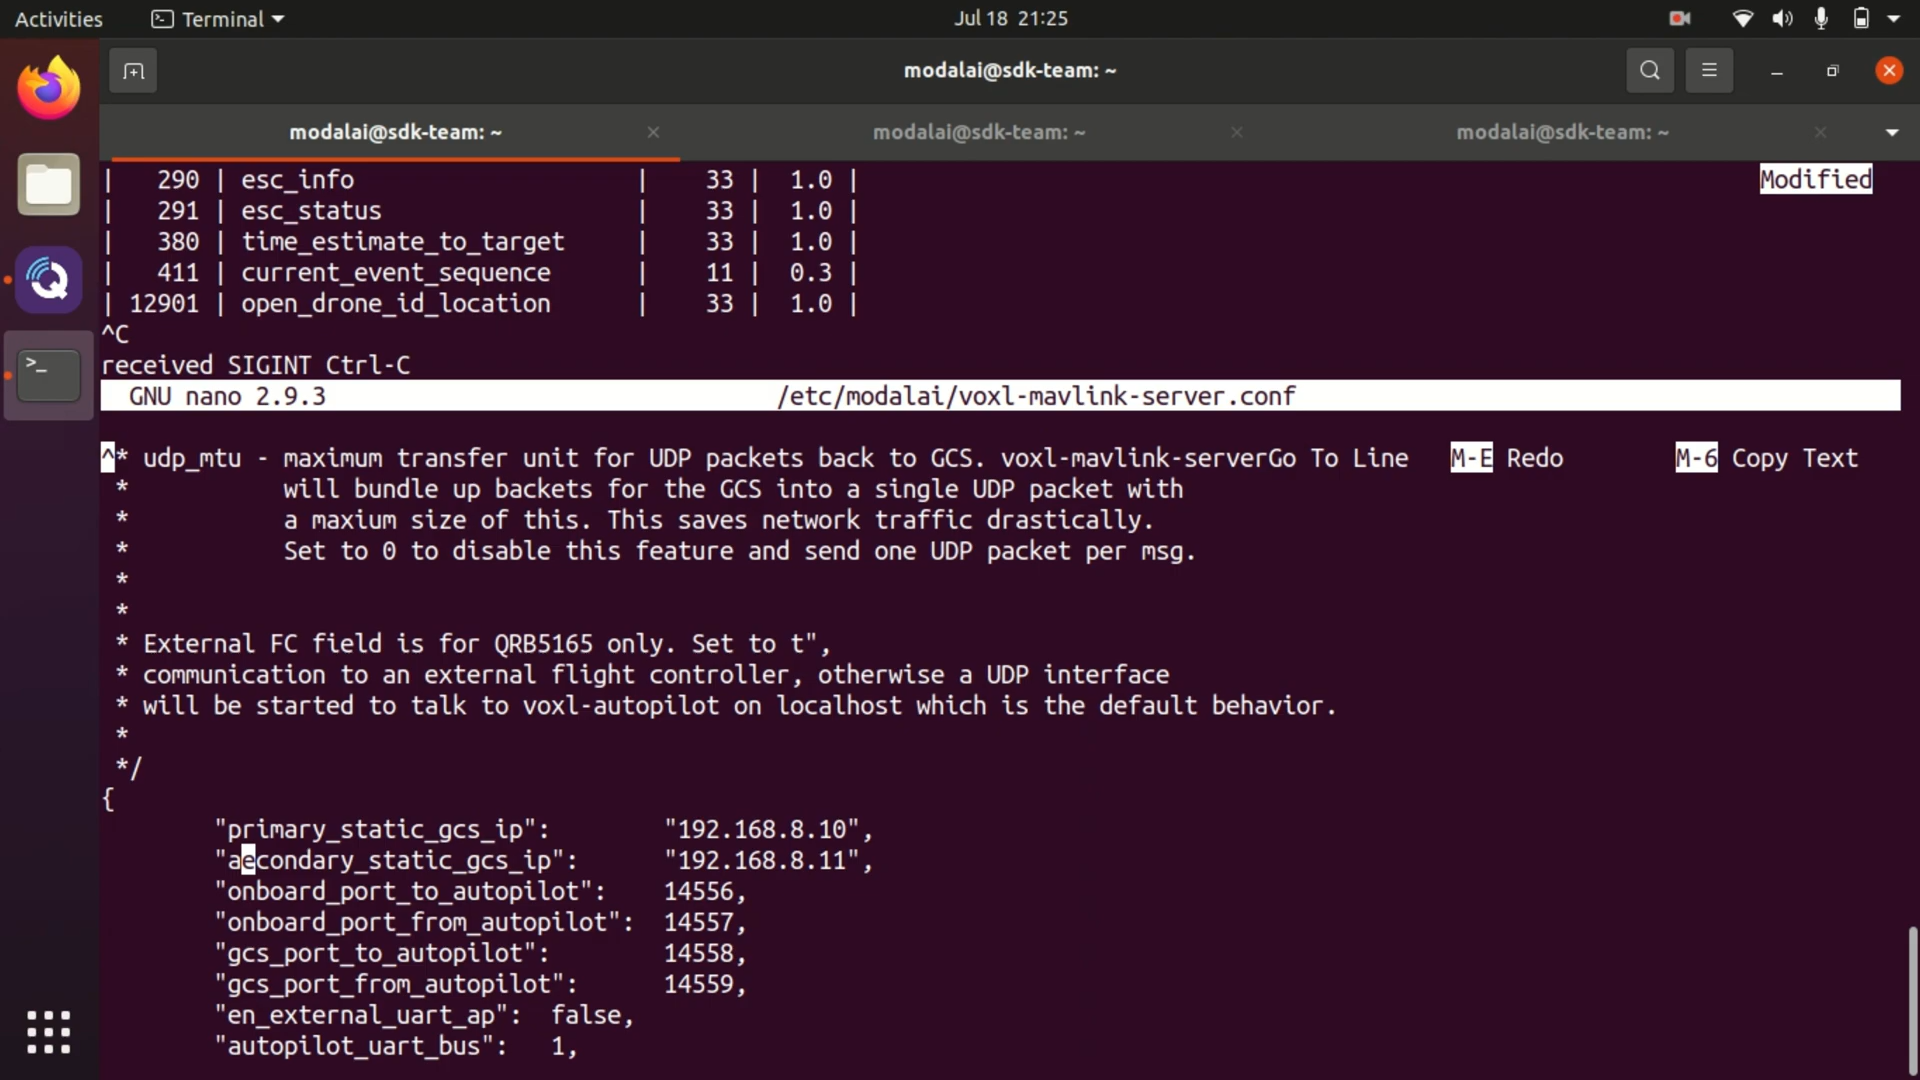 Activities Terminal Jul 18 21:25
modalai@sdk-team: ~
modalai@sdk-team: ~ × modalai@sdk-team: ~ × modalai@sdk-team: ~ ×
| 290 | esc_info | 33 | 1.0 | Modified
| 291 | esc_status | 33 | 1.0 |
| 380 | time_estimate_to_target | 33 | 1.0 |
| 411 | current_event_sequence | 11 | 0.3 |
| 12901 | open_drone_id_location | 33 | 1.0 |
^C
received SIGINT Ctrl-C
GNU nano 2.9.3 /etc/modalai/voxl-mavlink-server.conf
^* udp_mtu - maximum transfer unit for UDP packets back to GCS. voxl-mavlink-serverGo To Line M-E Redo M-6 Copy Text
* will bundle up backets for the GCS into a single UDP packet with
* a maxium size of this. This saves network traffic drastically.
* Set to 0 to disable this feature and send one UDP packet per msg.
*
*
* External FC field is for QRB5165 only. Set to t",
* communication to an external flight controller, otherwise a UDP interface
* will be started to talk to voxl-autopilot on localhost which is the default behavior.
*
*/
{
"primary_static_gcs_ip": "192.168.8.10",
"aecondary_static_gcs_ip": "192.168.8.11",
"onboard_port_to_autopilot": 14556,
"onboard_port_from_autopilot": 14557,
"gcs_port_to_autopilot": 14558,
"gcs_port_from_autopilot": 14559,
"en_external_uart_ap": false,
"autopilot_uart_bus": 1,